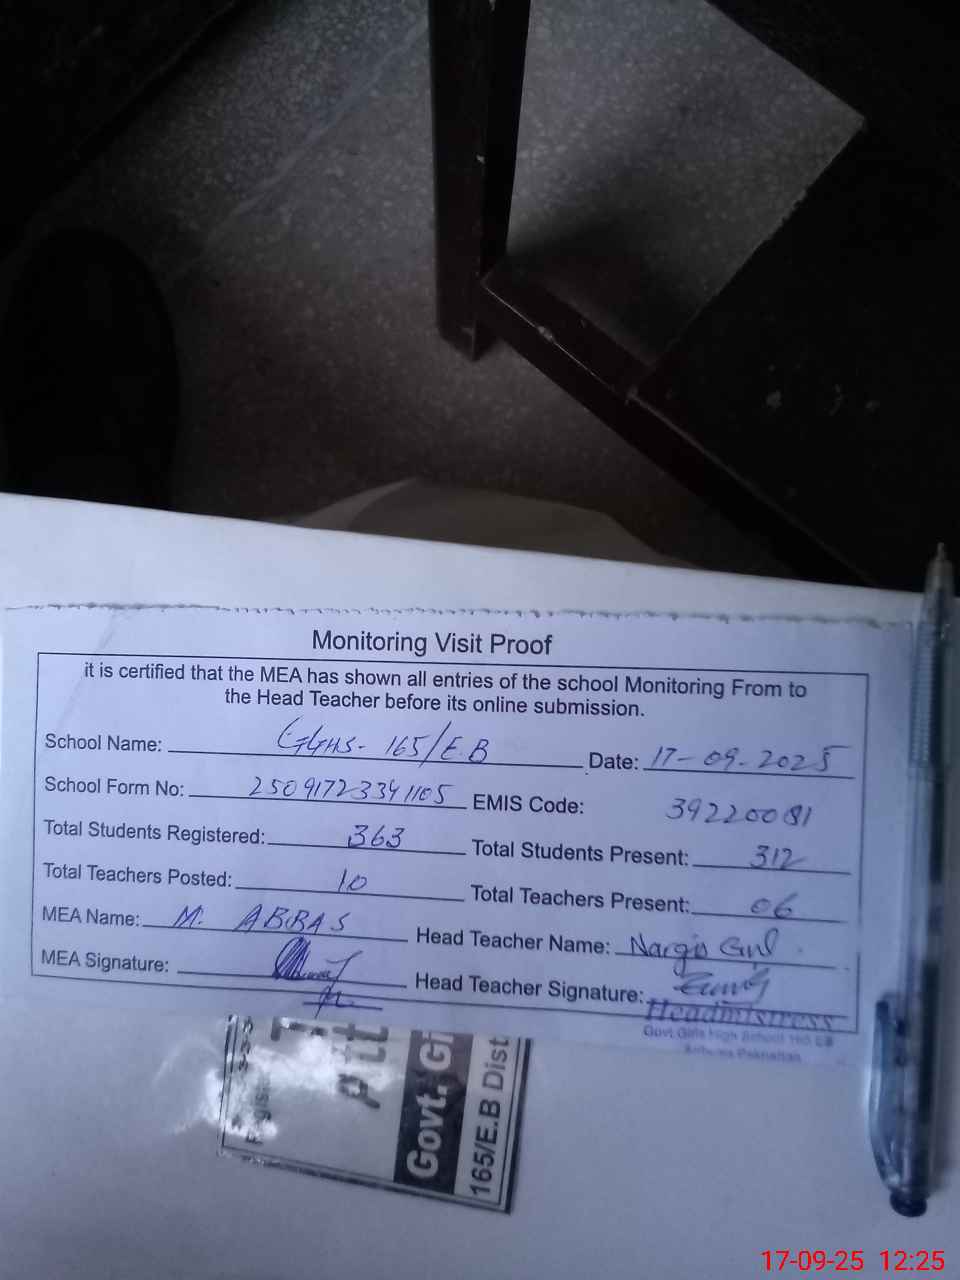 Monitoring Visit Proof
it is certified that the MEA has shown all entries of the school Monitoring From to
the Head Teacher before its online submission.
School Name: GGHS- 165/E.B Date: 17-09-2025
School Form No: 25091723341105 EMIS Code: 39220081
Total Students Registered: 363 Total Students Present: 312
Total Teachers Posted: 10 Total Teachers Present: 06
MEA Name: M. ABBAS Head Teacher Name: Nargis Gul
MEA Signature: Head Teacher Signature:
Headmistress
Govt. Girls High School 165 EB
Govt. Gi
165/E.B Dist
17-09-25 12:25